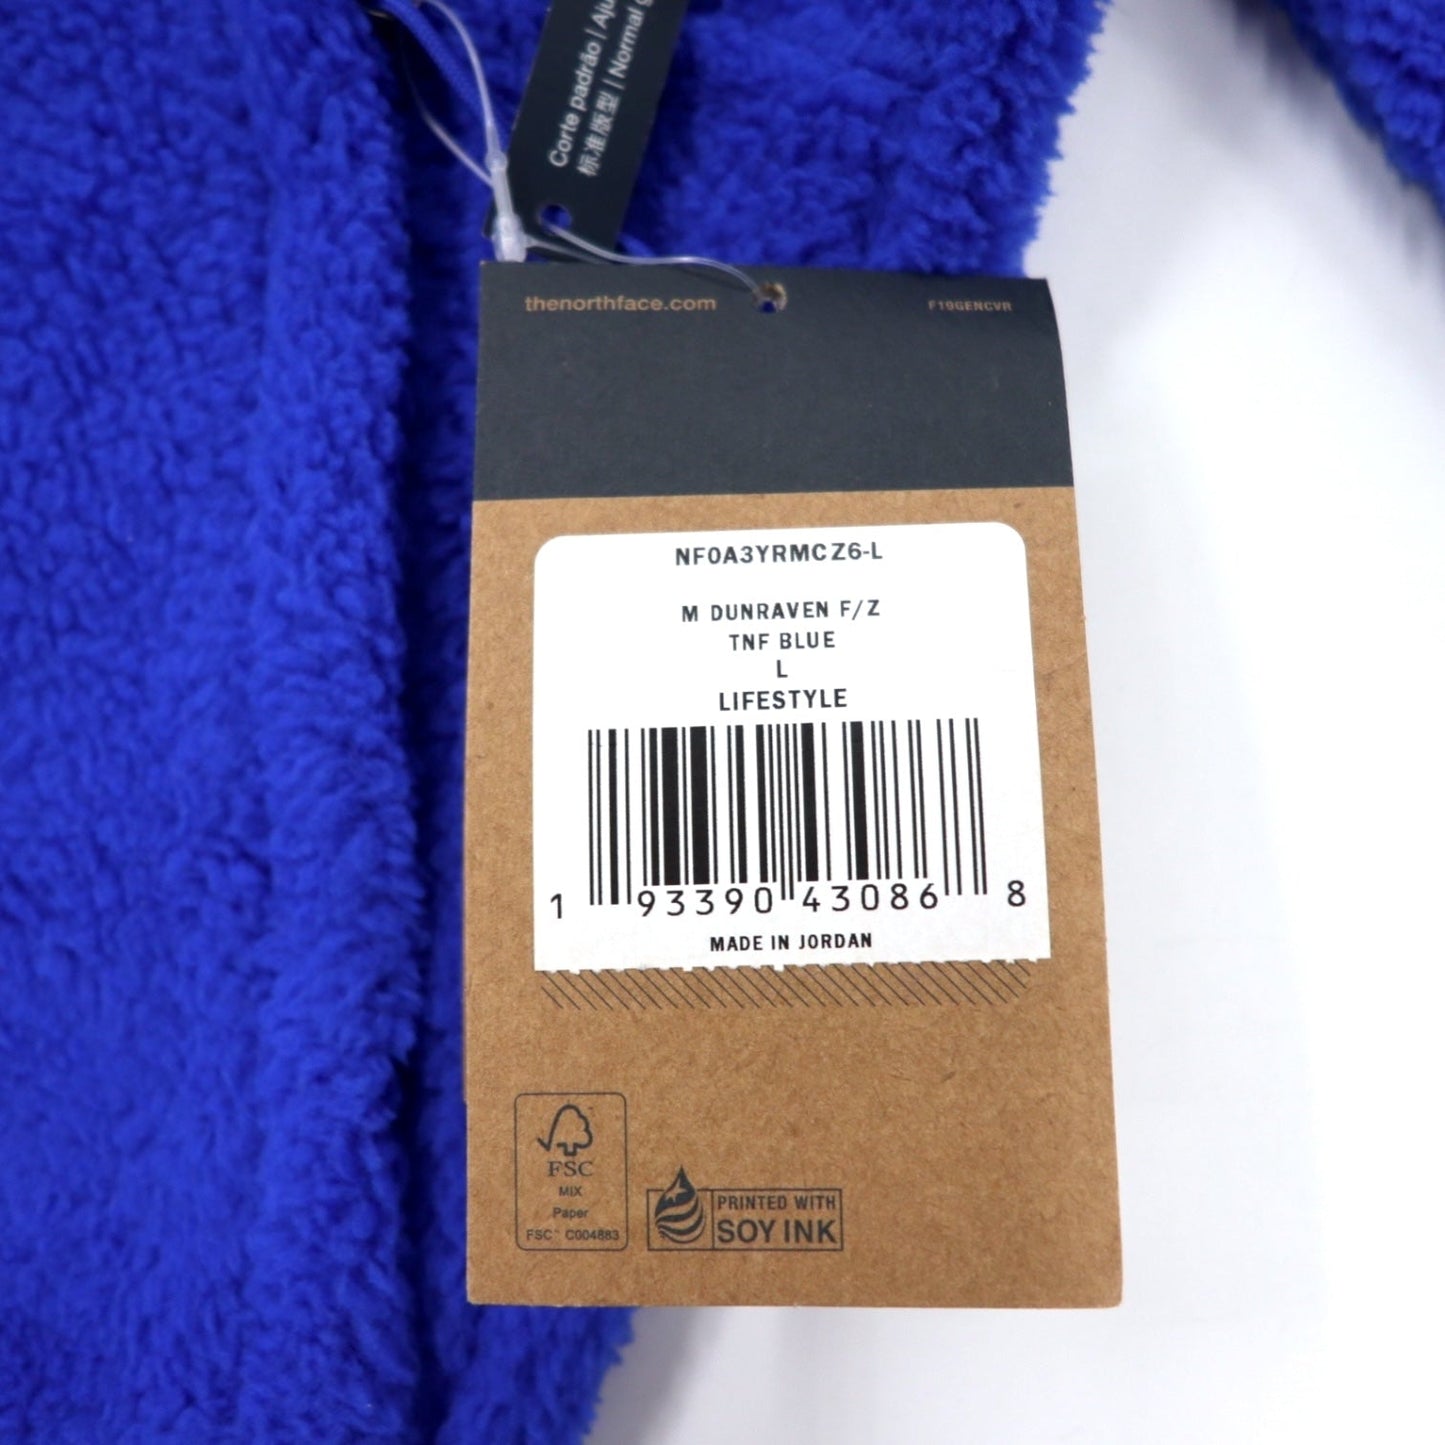 Corte padrão | Aju
标准版型 | Normal g
thenorthface.com
F19GENCVR
NF0A3YRMCZ6-L
M DUNRAVEN F/Z
TNF BLUE
L
LIFESTYLE
1 93390 43086 8
MADE IN JORDAN
FSC
MIX
Paper
FSC™ C004883
PRINTED WITH
SOY INK